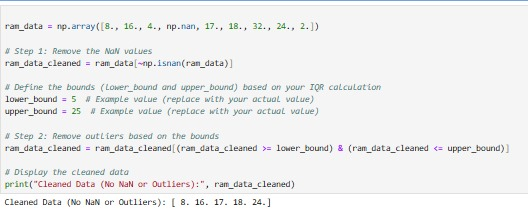 ram_data = np.array([8., 16., 4., np.nan, 17., 18., 32., 24., 2.])
# Step 1: Remove the NaN values
ram_data_cleaned = ram_data[~np.isnan(ram_data)]
# Define the bounds (lower_bound and upper_bound) based on your IQR calculation
lower_bound = 5  # Example value (replace with your actual value)
upper_bound = 25  # Example value (replace with your actual value)
# Step 2: Remove outliers based on the bounds
ram_data_cleaned = ram_data_cleaned[(ram_data_cleaned >= lower_bound) & (ram_data_cleaned <= upper_bound)]
# Display the cleaned data
print("Cleaned Data (No NaN or Outliers):", ram_data_cleaned)
Cleaned Data (No NaN or Outliers): [ 8. 16. 17. 18. 24.]